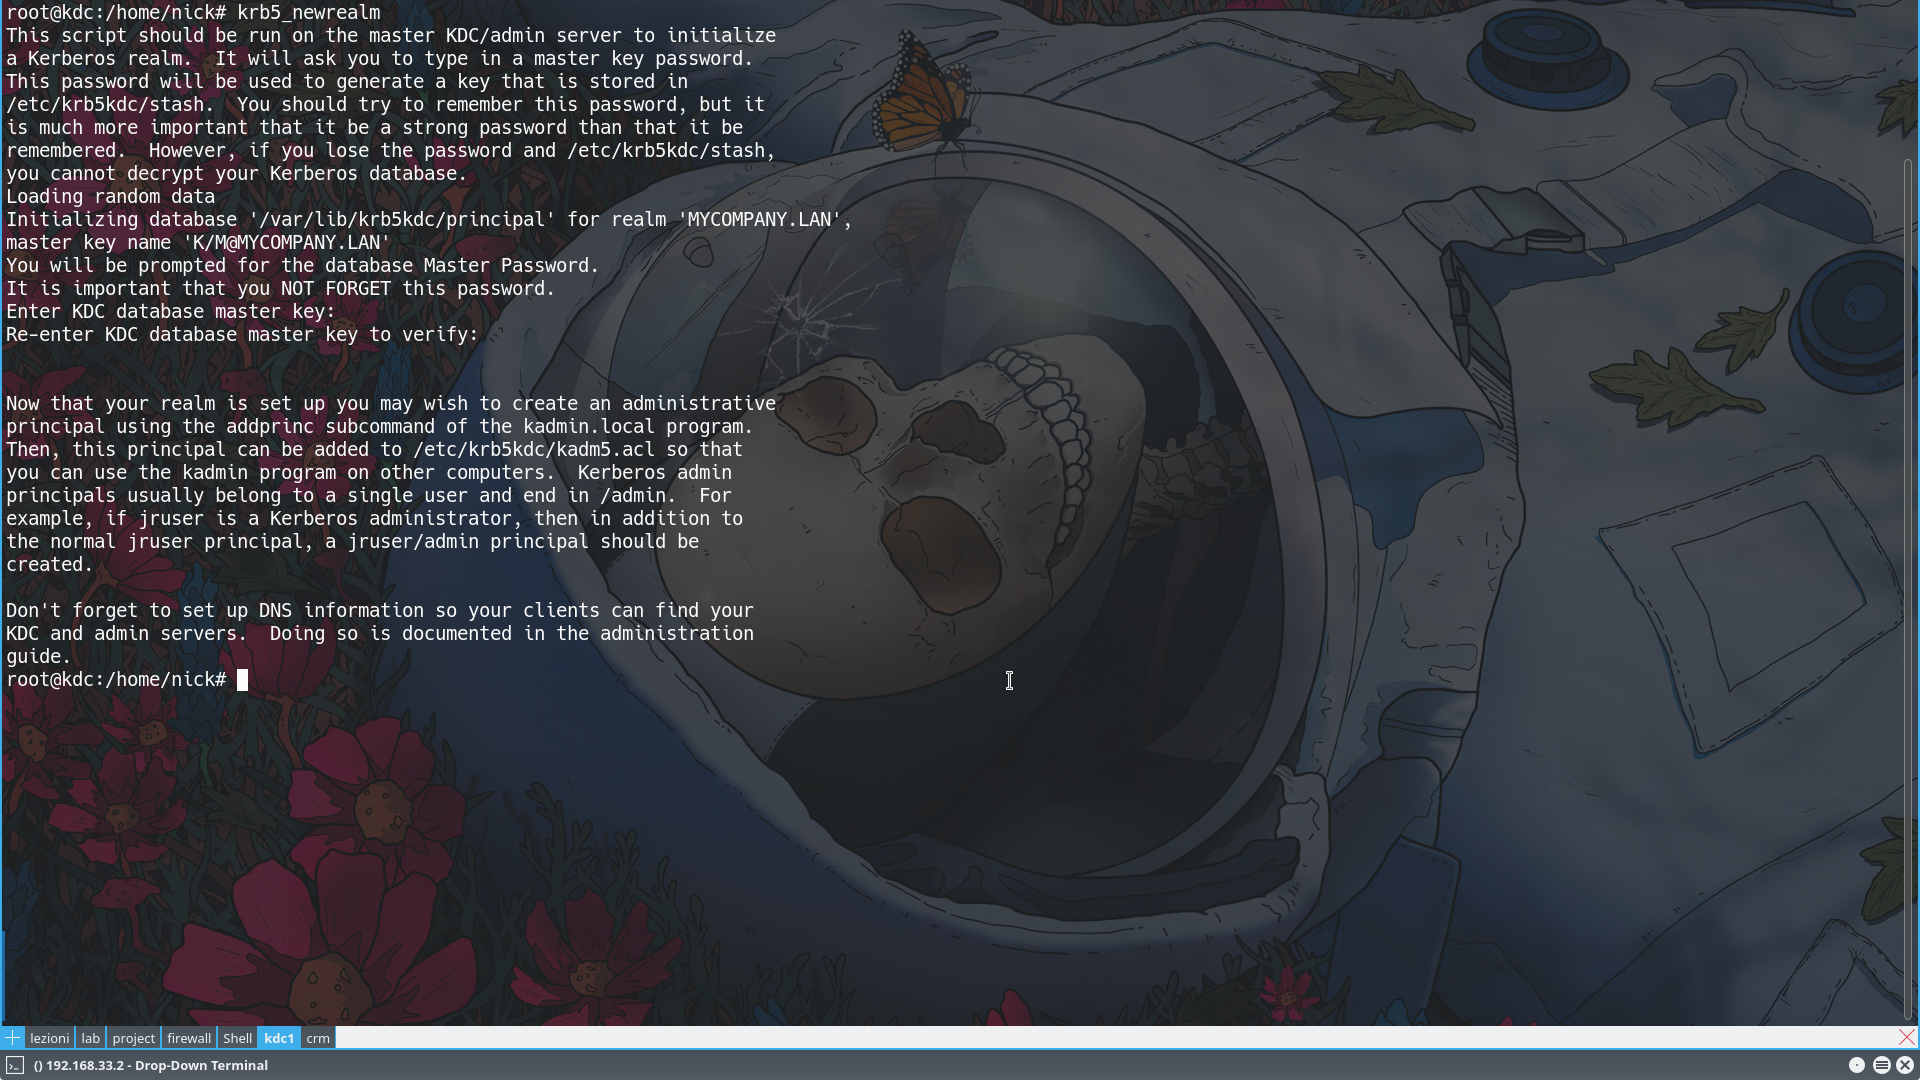 root@kdc:/home/nick# krb5_newrealm
This script should be run on the master KDC/admin server to initialize
a Kerberos realm.  It will ask you to type in a master key password.
This password will be used to generate a key that is stored in
/etc/krb5kdc/stash.  You should try to remember this password, but it
is much more important that it be a strong password than that it be
remembered.  However, if you lose the password and /etc/krb5kdc/stash,
you cannot decrypt your Kerberos database.
Loading random data
Initializing database '/var/lib/krb5kdc/principal' for realm 'MYCOMPANY.LAN',
master key name 'K/M@MYCOMPANY.LAN'
You will be prompted for the database Master Password.
It is important that you NOT FORGET this password.
Enter KDC database master key:
Re-enter KDC database master key to verify:
Now that your realm is set up you may wish to create an administrative
principal using the addprinc subcommand of the kadmin.local program.
Then, this principal can be added to /etc/krb5kdc/kadm5.acl so that
you can use the kadmin program on other computers.  Kerberos admin
principals usually belong to a single user and end in /admin.  For
example, if jruser is a Kerberos administrator, then in addition to
the normal jruser principal, a jruser/admin principal should be
created.
Don't forget to set up DNS information so your clients can find your
KDC and admin servers.  Doing so is documented in the administration
guide.
root@kdc:/home/nick#
lezioni lab project firewall Shell kdc1 crm
() 192.168.33.2 - Drop-Down Terminal